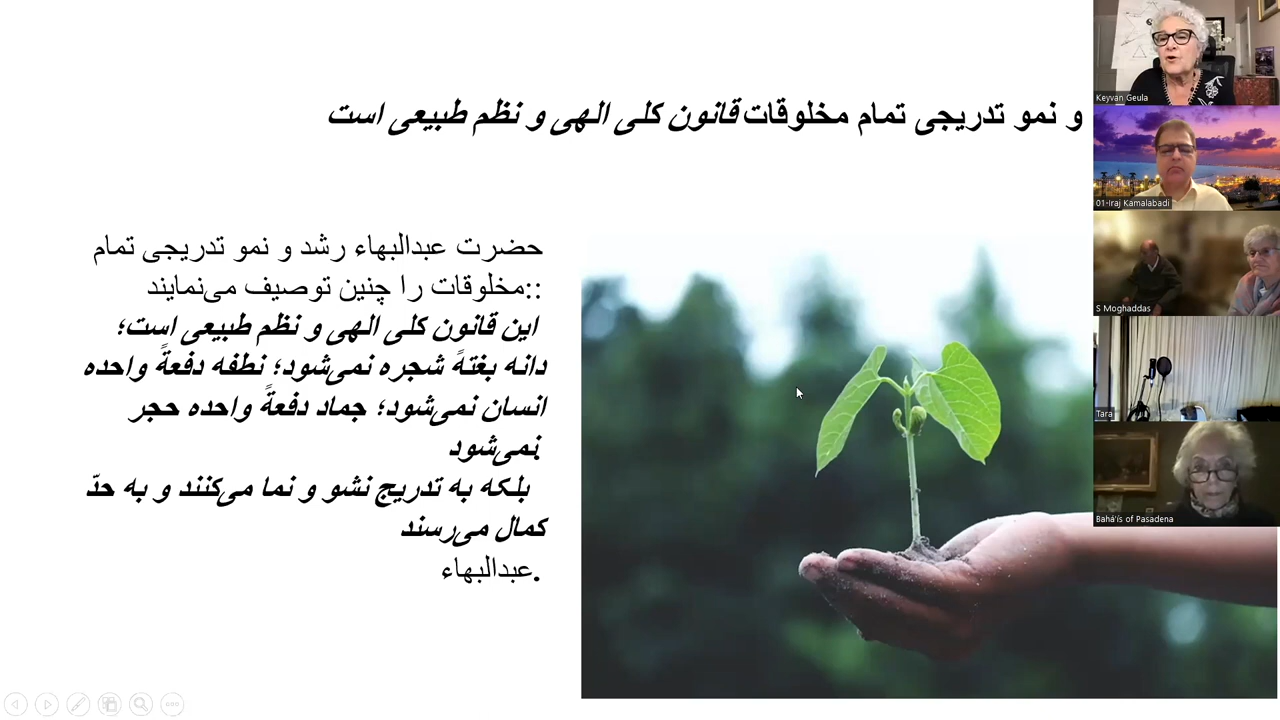 و نمو تدریجی تمام مخلوقات قانون کلی الهی و نظم طبیعی است
حضرت عبدالبهاء رشد و نمو تدریجی تمام
مخلوقات را چنین توصیف می‌نمایند::
این قانون کلی الهی و نظم طبیعی است؛
دانه بغتهً شجره نمی‌شود؛ نطفه دفعهً واحده
انسان نمی‌شود؛ جماد دفعهً واحده حجر
نمی‌شود.
بلکه به تدریج نشو و نما می‌کنند و به حدّ
کمال می‌رسند
.عبدالبهاء
Keyvan Geula
01-Iraj Kamalabadi
S Moghaddas
Tara
Bahá'ís of Pasadena